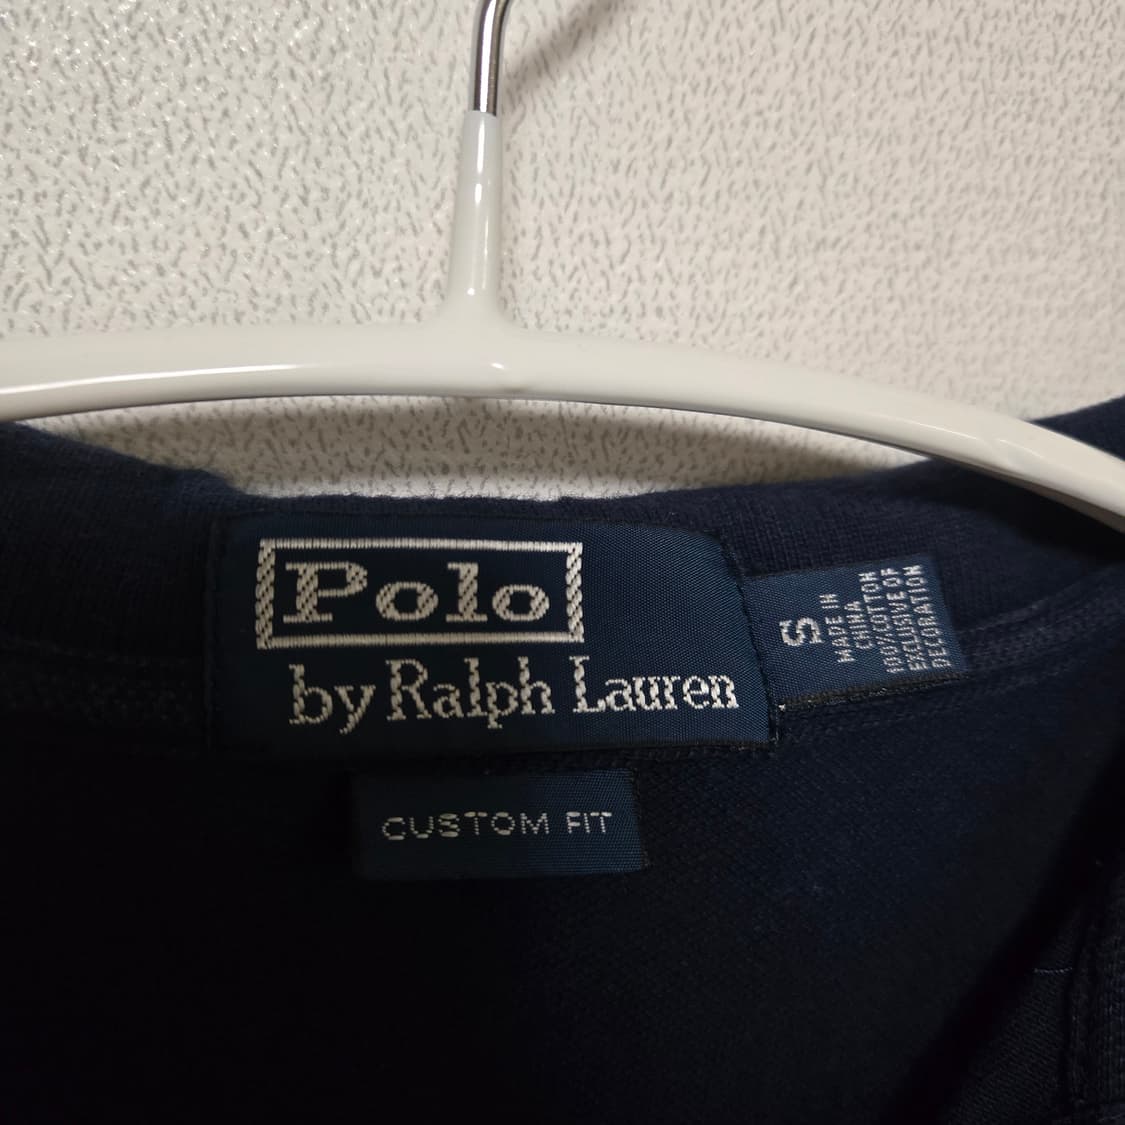 Polo
by Ralph Lauren
S
MADE IN
CHINA
100% COTTON
EXCLUSIVE OF
DECORATION
CUSTOM FIT